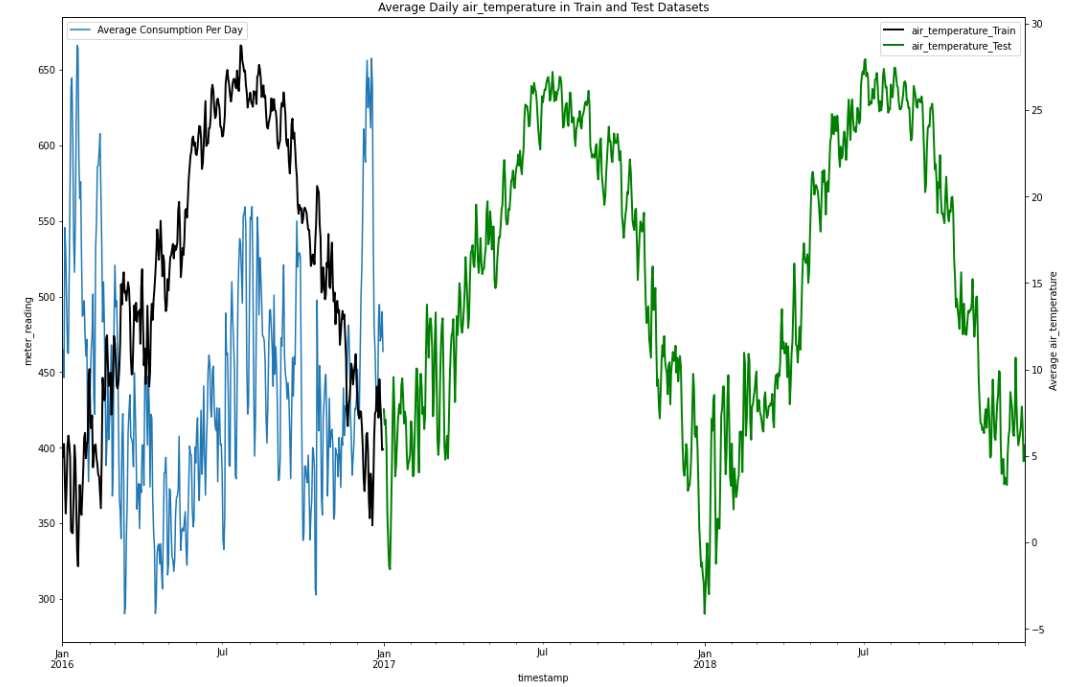 Average Daily air_temperature in Train and Test Datasets
Average Consumption Per Day
air_temperature_Train
air_temperature_Test
meter_reading
650
600
550
500
450
400
350
300
30
25
20
15
10
5
0
−5
Average air_temperature
Jan
2016
Jul
Jan
2017
Jul
Jan
2018
Jul
timestamp